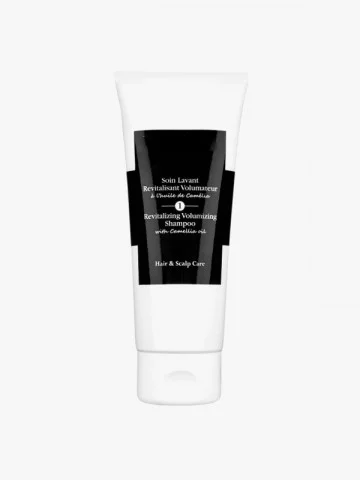 Soin Lavant
Revitalisant Volumateur
à l'huile de Camélia
1
Revitalizing Volumizing
Shampoo
with Camellia oil
Hair & Scalp Care